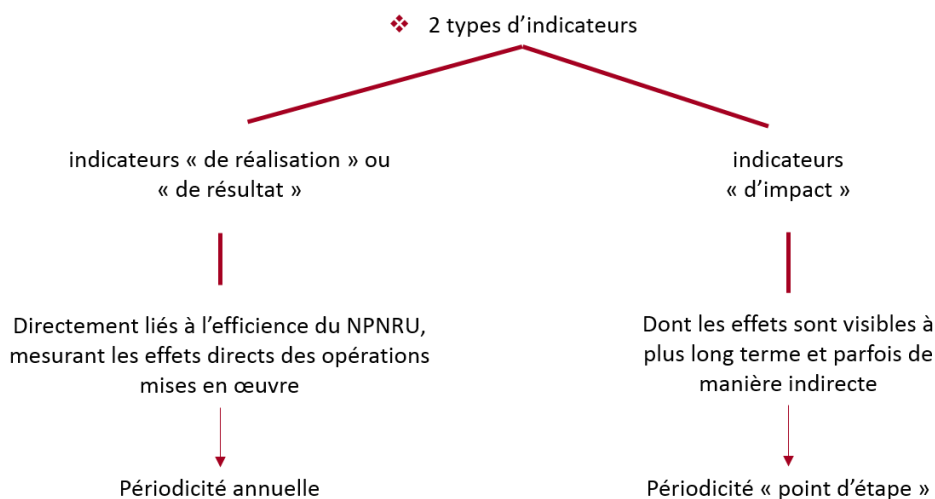 ❖ 2 types d’indicateurs
indicateurs « de réalisation » ou
« de résultat »
indicateurs
« d’impact »
Directement liés à l’efficience du NPNRU,
mesurant les effets directs des opérations
mises en œuvre
Dont les effets sont visibles à
plus long terme et parfois de
manière indirecte
Périodicité annuelle
Périodicité « point d’étape »